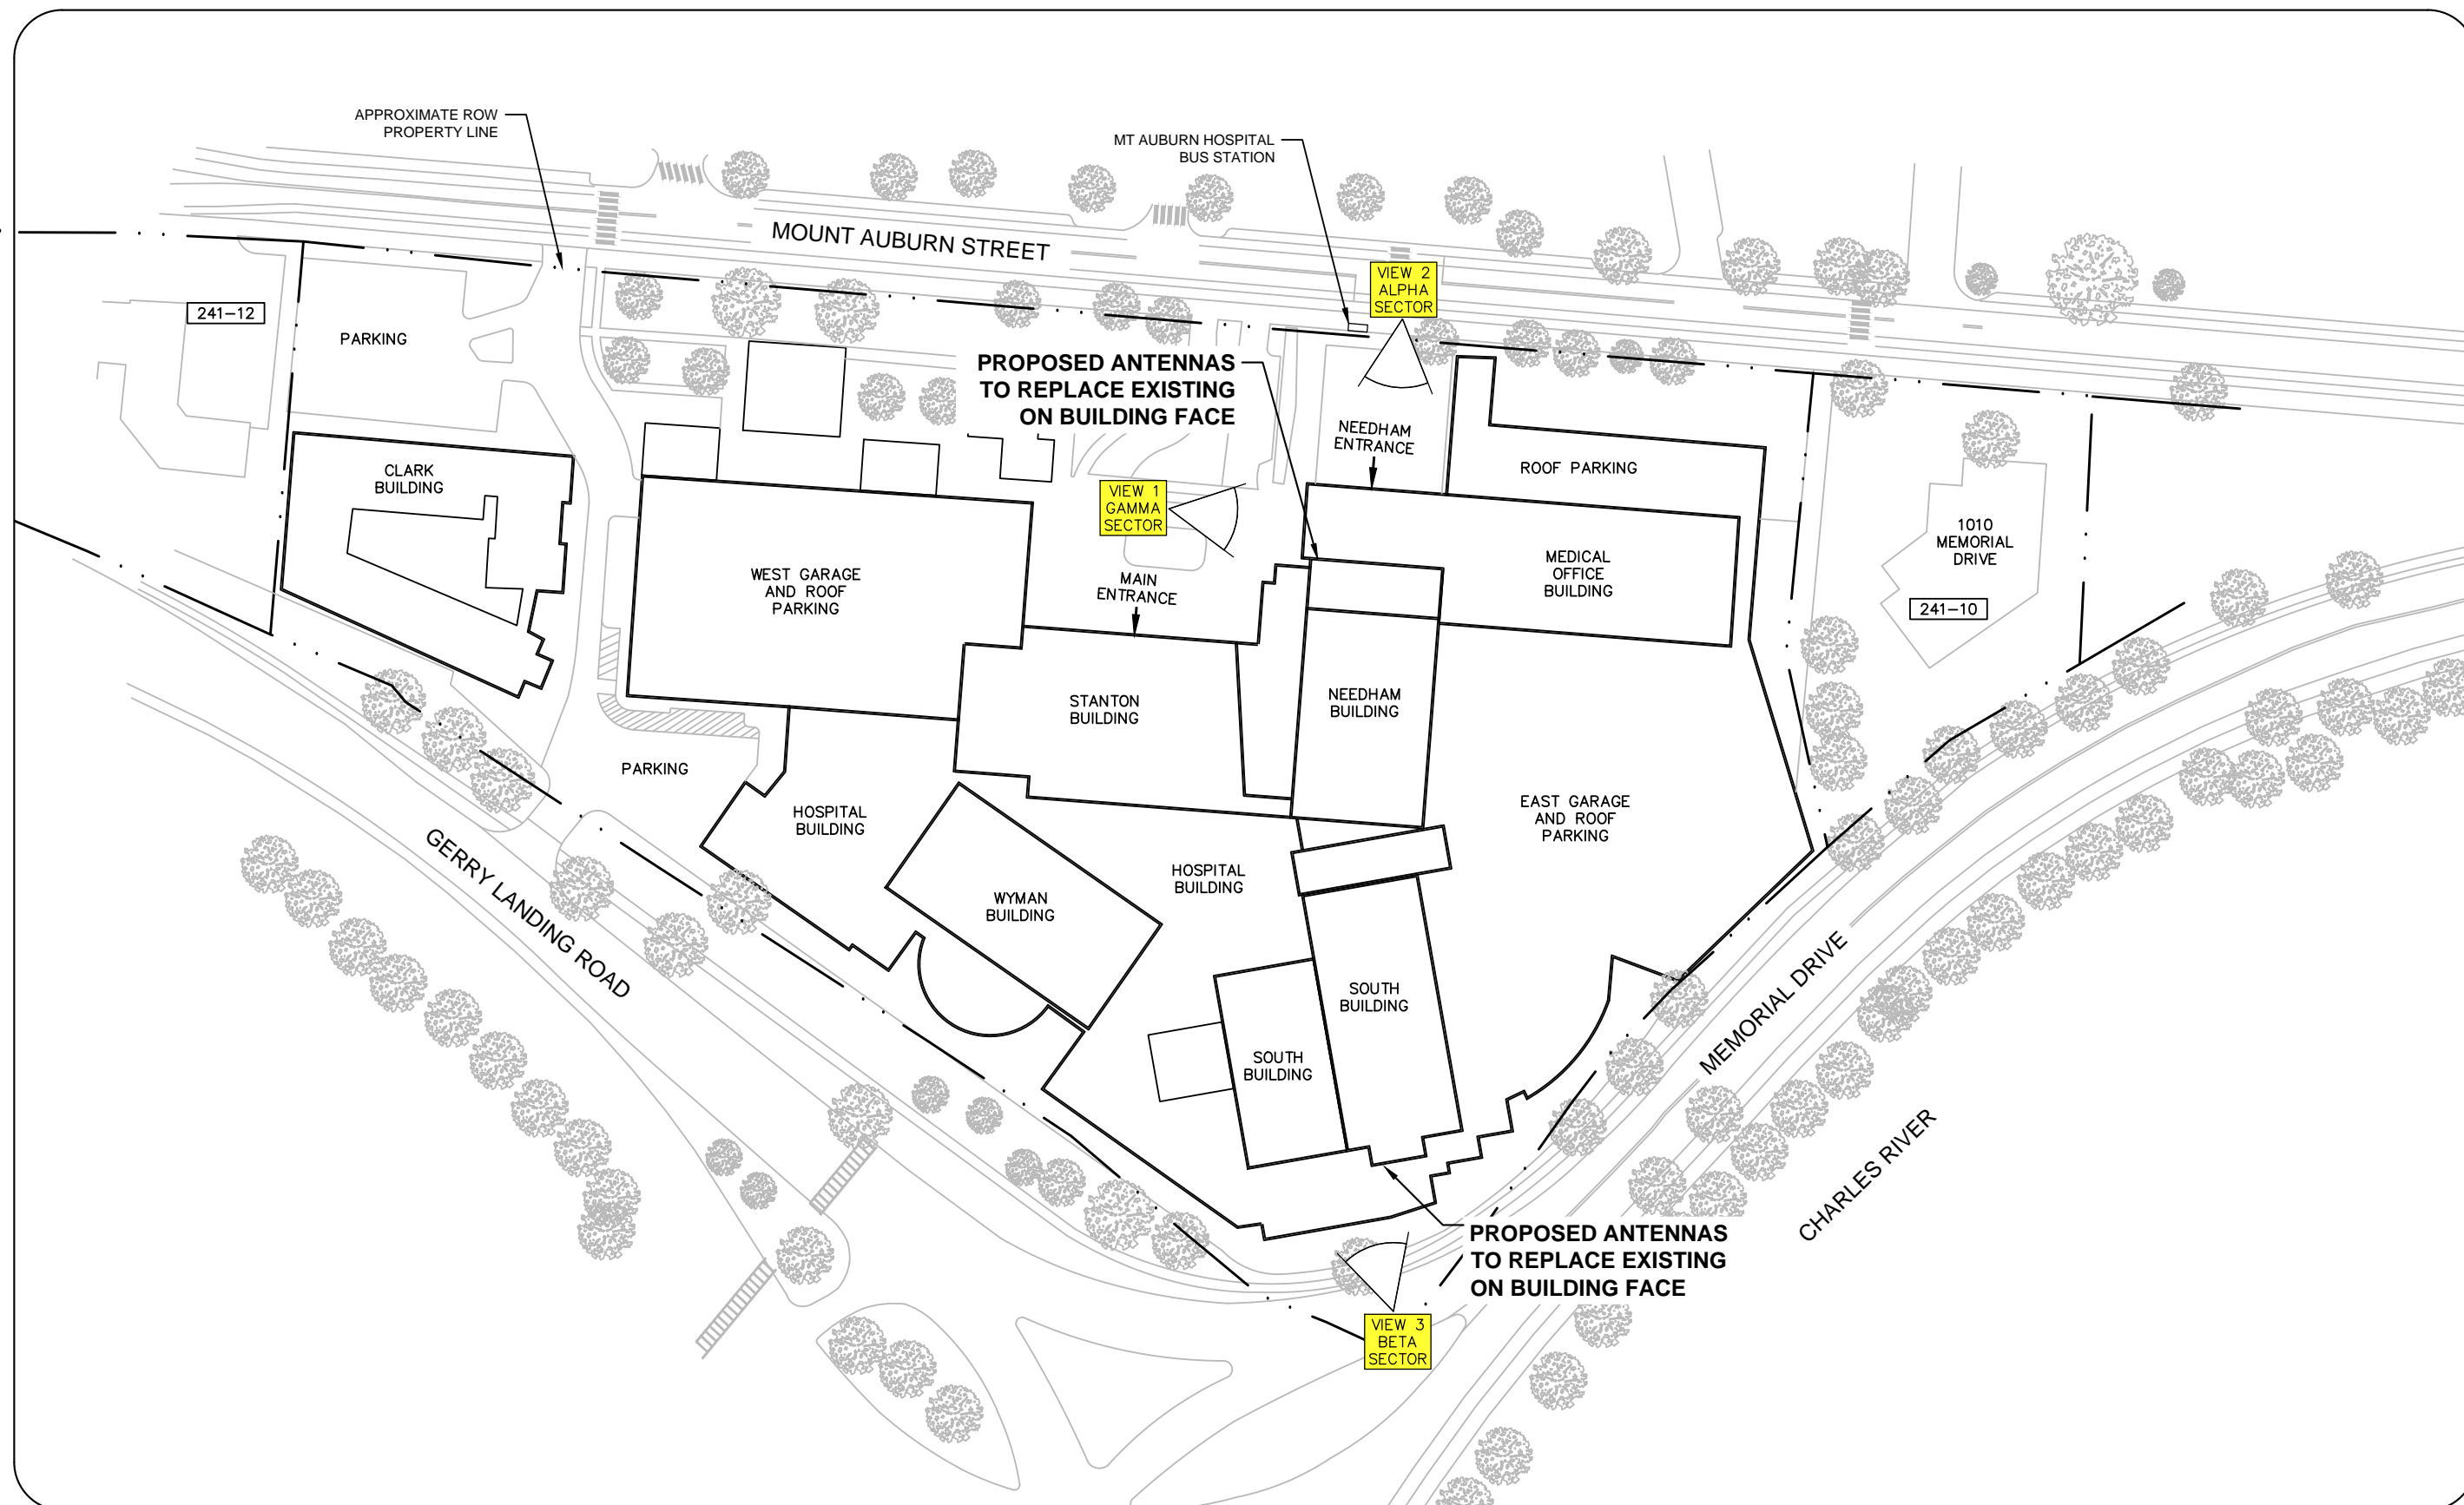 APPROXIMATE ROW
PROPERTY LINE
MT AUBURN HOSPITAL
BUS STATION
MOUNT AUBURN STREET
VIEW 2
ALPHA
SECTOR
241-12
PARKING
PROPOSED ANTENNAS
TO REPLACE EXISTING
ON BUILDING FACE
NEEDHAM
ENTRANCE
ROOF PARKING
CLARK
BUILDING
VIEW 1
GAMMA
SECTOR
1010
MEMORIAL
DRIVE
241-10
WEST GARAGE
AND ROOF
PARKING
MAIN
ENTRANCE
MEDICAL
OFFICE
BUILDING
STANTON
BUILDING
NEEDHAM
BUILDING
PARKING
HOSPITAL
BUILDING
EAST GARAGE
AND ROOF
PARKING
GERRY LANDING ROAD
WYMAN
BUILDING
HOSPITAL
BUILDING
SOUTH
BUILDING
SOUTH
BUILDING
MEMORIAL DRIVE
CHARLES RIVER
PROPOSED ANTENNAS
TO REPLACE EXISTING
ON BUILDING FACE
VIEW 3
BETA
SECTOR